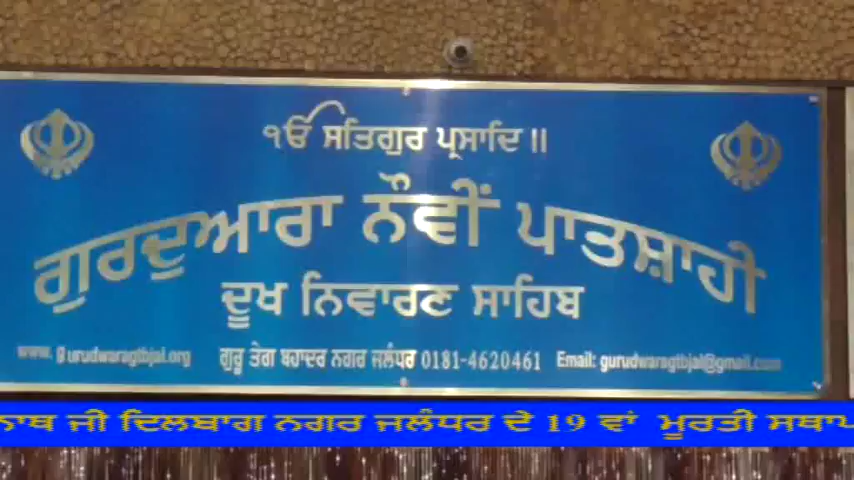 ੴ ਸਤਿਗੁਰ ਪ੍ਰਸਾਦਿ ॥
ਗੁਰਦੁਆਰਾ ਨੌਵੀਂ ਪਾਤਸ਼ਾਹੀ
ਦੂਖ ਨਿਵਾਰਣ ਸਾਹਿਬ
www.gurudwaragtbjal.org ਗੁਰੂ ਤੇਗ ਬਹਾਦਰ ਨਗਰ ਜਲੰਧਰ 0181-4620461 Email: gurudwaragtbjal@gmail.com
ਨਾਥ ਜੀ ਦਿਲਬਾਗ ਨਗਰ ਜਲੰਧਰ ਦੇ 19 ਵਾਂ ਮੂਰਤੀ ਸਥਾਪ